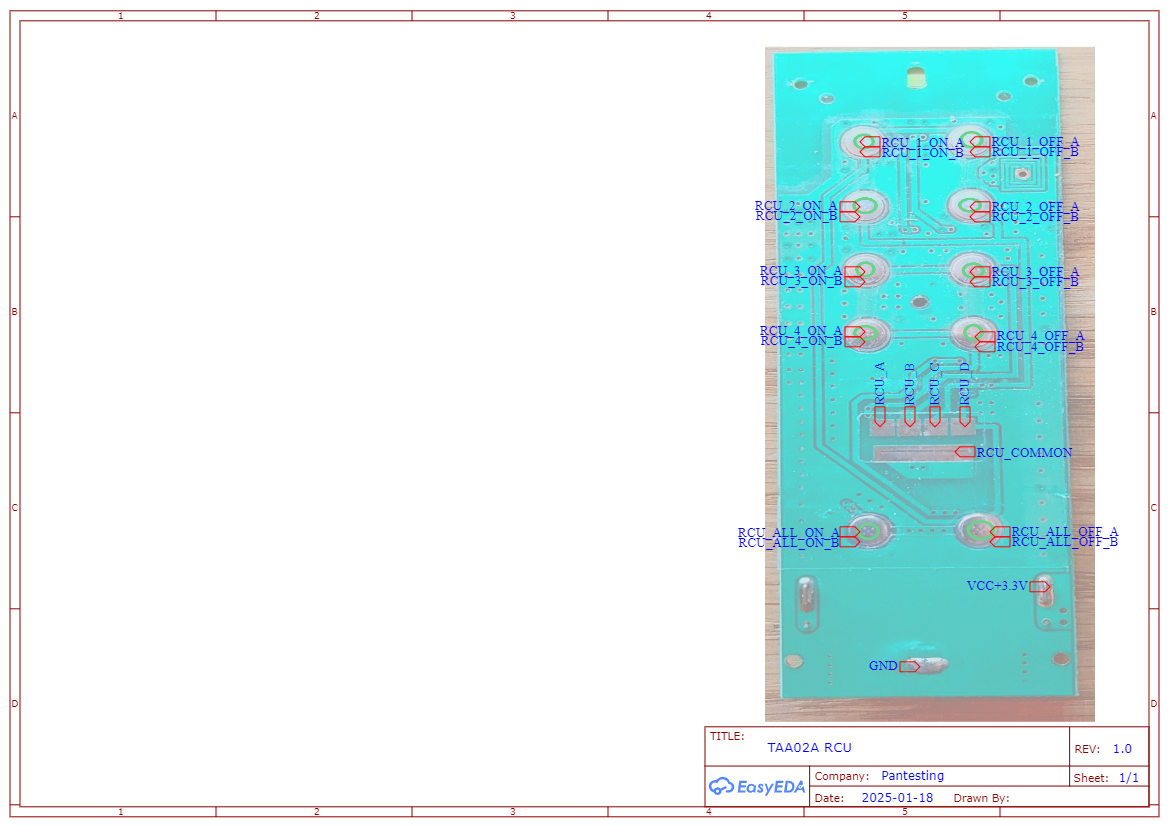 1 2 3 4 5
A A
RCU_1_ON_A RCU_1_OFF_A
RCU_1_ON_B RCU_1_OFF_B
RCU_2_ON_A RCU_2_OFF_A
RCU_2_ON_B RCU_2_OFF_B
RCU_3_ON_A RCU_3_OFF_A
RCU_3_ON_B RCU_3_OFF_B
B B
RCU_4_ON_A RCU_4_OFF_A
RCU_4_ON_B RCU_4_OFF_B
RCU_A
RCU_B
RCU_C
RCU_D
RCU_COMMON
C C
RCU_ALL_ON_A RCU_ALL_OFF_A
RCU_ALL_ON_B RCU_ALL_OFF_B
VCC+3.3V
GND
D D
TITLE:
TAA02A RCU
REV: 1.0
EasyEDA
Company: Pantesting
Sheet: 1/1
Date: 2025-01-18 Drawn By:
1 2 3 4 5